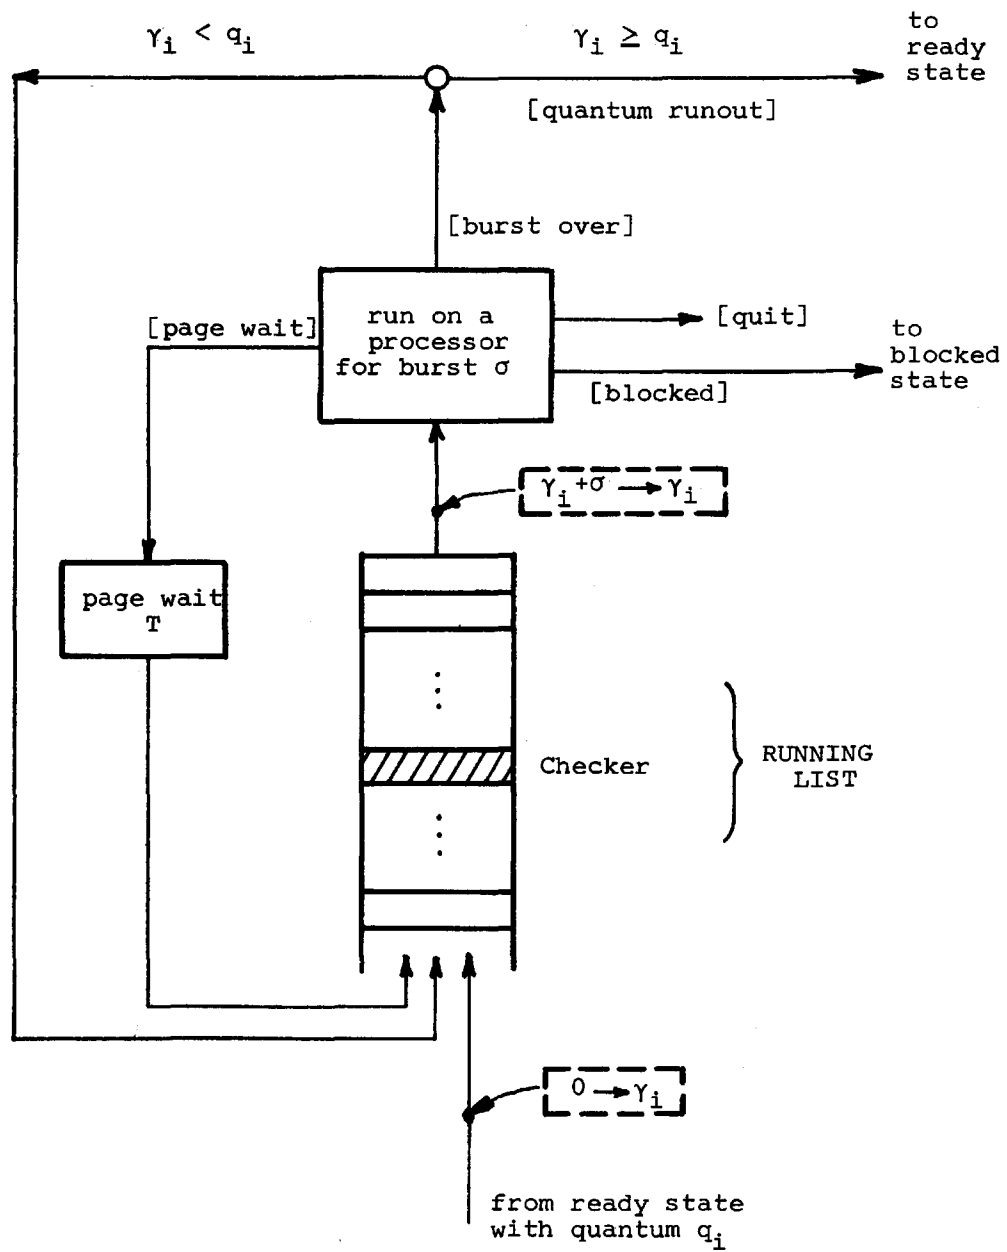 γi < qi
γi ≥ qi
to
ready
state
[quantum runout]
[burst over]
[page wait]
run on a
processor
for burst σ
[quit]
to
blocked
state
[blocked]
γi+σ → γi
page wait
T
Checker
RUNNING
LIST
0 → γi
from ready state
with quantum qi